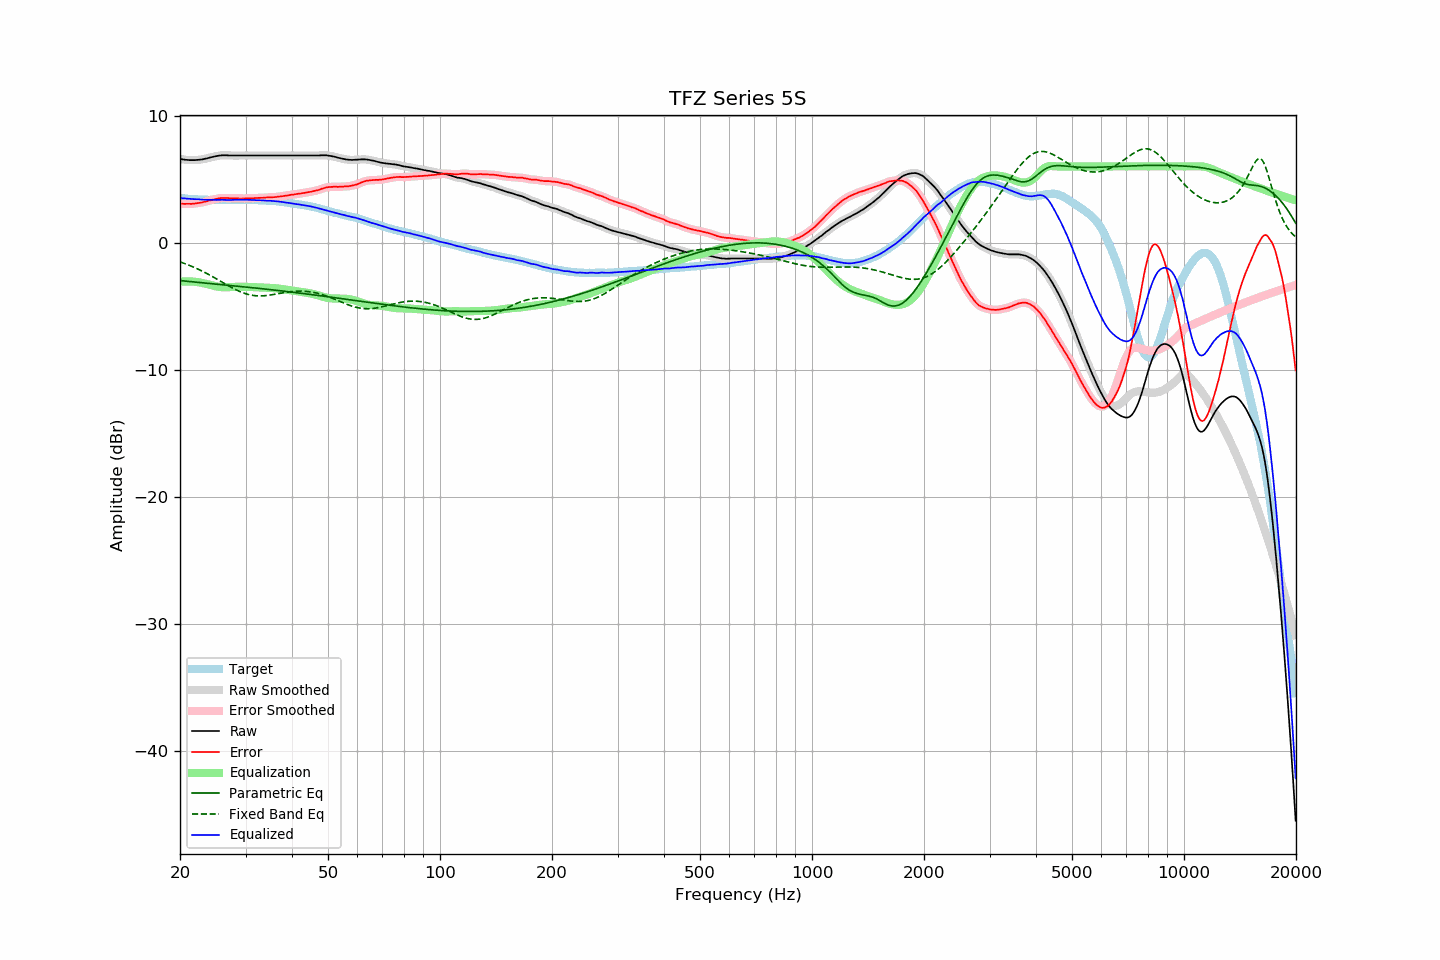 TFZ Series 5S
10
0
−10
−20
−30
−40
Amplitude (dBr)
Target
Raw Smoothed
Error Smoothed
Raw
Error
Equalization
Parametric Eq
Fixed Band Eq
Equalized
20 50 100 200 500 1000 2000 5000 10000 20000
Frequency (Hz)